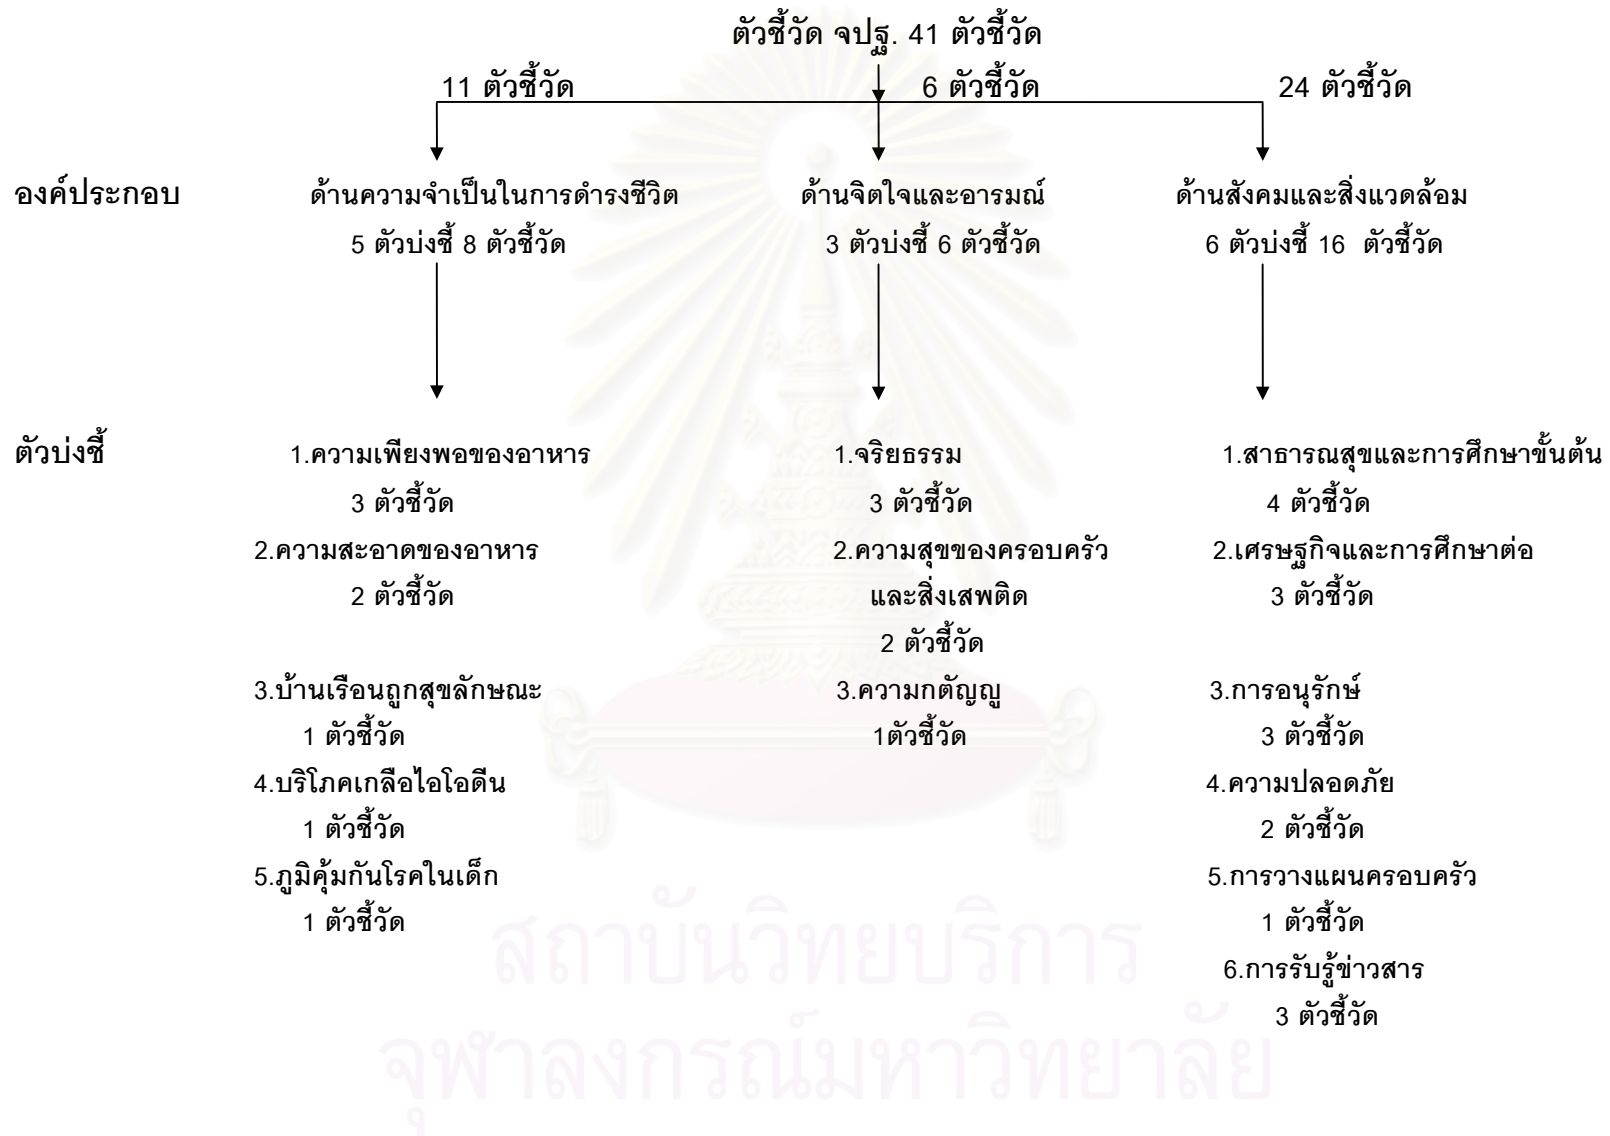 ตัวชี้วัด จปฐ. 41 ตัวชี้วัด
11 ตัวชี้วัด 6 ตัวชี้วัด 24 ตัวชี้วัด
องค์ประกอบ ด้านความจำเป็นในการดำรงชีวิต ด้านจิตใจและอารมณ์ ด้านสังคมและสิ่งแวดล้อม
5 ตัวบ่งชี้ 8 ตัวชี้วัด 3 ตัวบ่งชี้ 6 ตัวชี้วัด 6 ตัวบ่งชี้ 16 ตัวชี้วัด
ตัวบ่งชี้ 1.ความเพียงพอของอาหาร 1.จริยธรรม 1.สาธารณสุขและการศึกษาขั้นต้น
3 ตัวชี้วัด 3 ตัวชี้วัด 4 ตัวชี้วัด
2.ความสะอาดของอาหาร 2.ความสุขของครอบครัว 2.เศรษฐกิจและการศึกษาต่อ
2 ตัวชี้วัด และสิ่งเสพติด 3 ตัวชี้วัด
2 ตัวชี้วัด
3.บ้านเรือนถูกสุขลักษณะ 3.ความกตัญญู 3.การอนุรักษ์
1 ตัวชี้วัด 1ตัวชี้วัด 3 ตัวชี้วัด
4.บริโภคเกลือไอโอดีน 4.ความปลอดภัย
1 ตัวชี้วัด 2 ตัวชี้วัด
5.ภูมิคุ้มกันโรคในเด็ก 5.การวางแผนครอบครัว
1 ตัวชี้วัด 1 ตัวชี้วัด
สถาบันวิทยบริการ
6.การรับรู้ข่าวสาร
3 ตัวชี้วัด
จุฬาลงกรณ์มหาวิทยาลัย